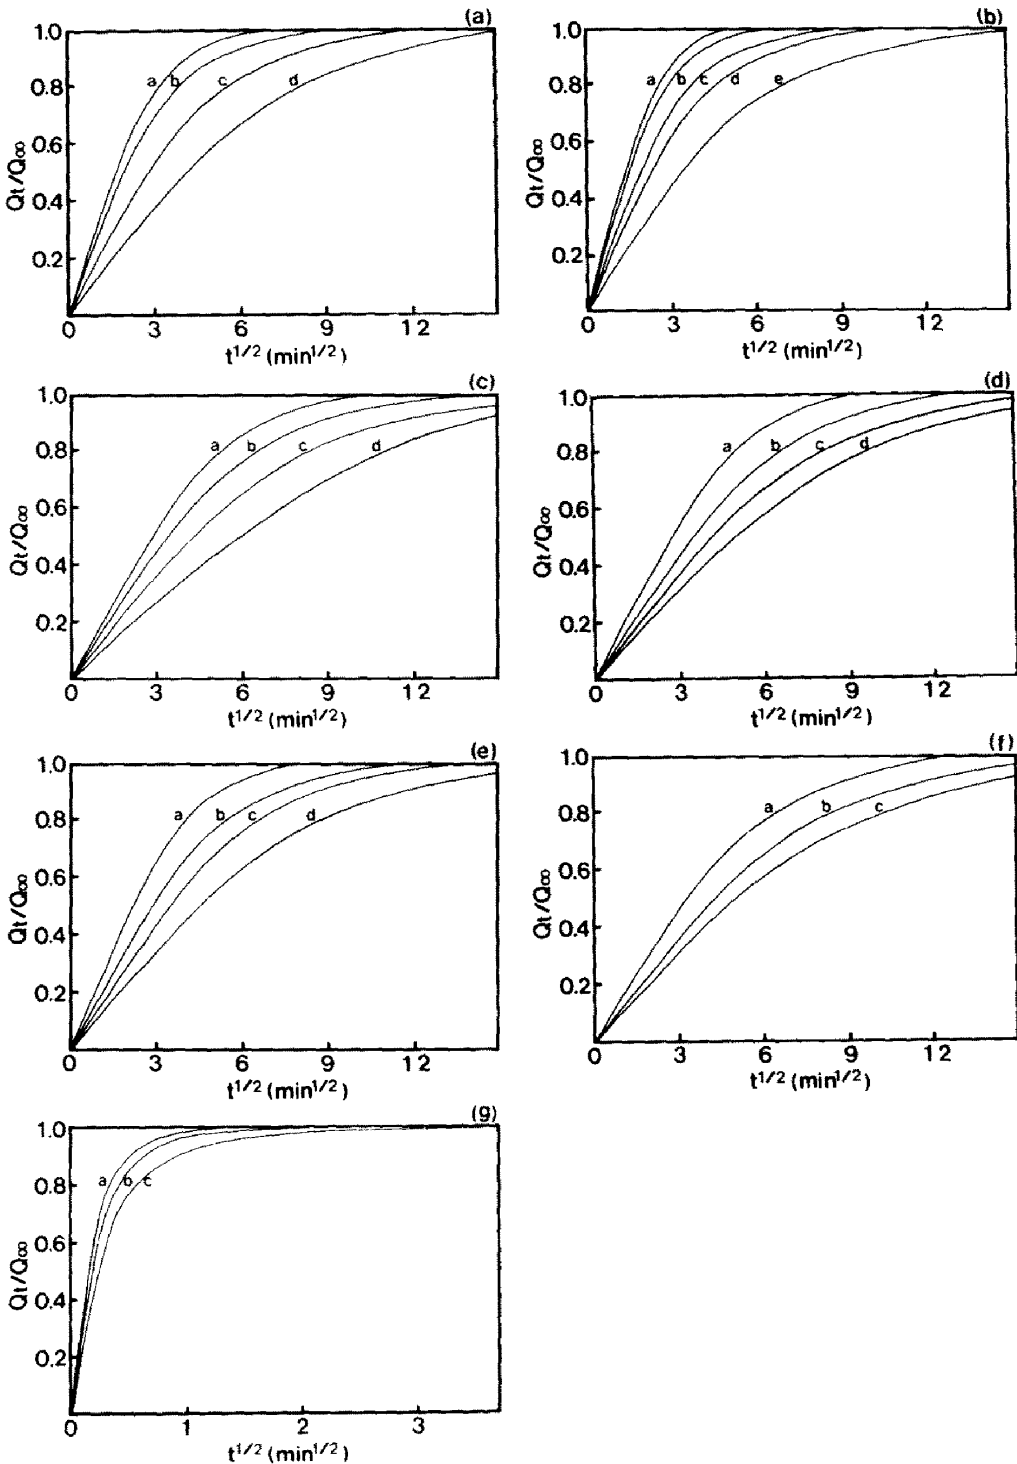 (a)
1.0
0.8
0.6
0.4
0.2
Qt/Q∞
a b c d
0 3 6 9 12
t1/2 (min1/2)
(b)
1.0
0.8
0.6
0.4
0.2
Qt/Q∞
a b c d e
0 3 6 9 12
t1/2 (min1/2)
(c)
1.0
0.8
0.6
0.4
0.2
Qt/Q∞
a b c d
0 3 6 9 12
t1/2 (min1/2)
(d)
1.0
0.8
0.6
0.4
0.2
Qt/Q∞
a b c d
0 3 6 9 12
t1/2 (min1/2)
(e)
1.0
0.8
0.6
0.4
0.2
Qt/Q∞
a b c d
0 3 6 9 12
t1/2 (min1/2)
(f)
1.0
0.8
0.6
0.4
0.2
Qt/Q∞
a b c
0 3 6 9 12
t1/2 (min1/2)
(g)
1.0
0.8
0.6
0.4
0.2
Qt/Q∞
a b c
0 1 2 3
t1/2 (min1/2)